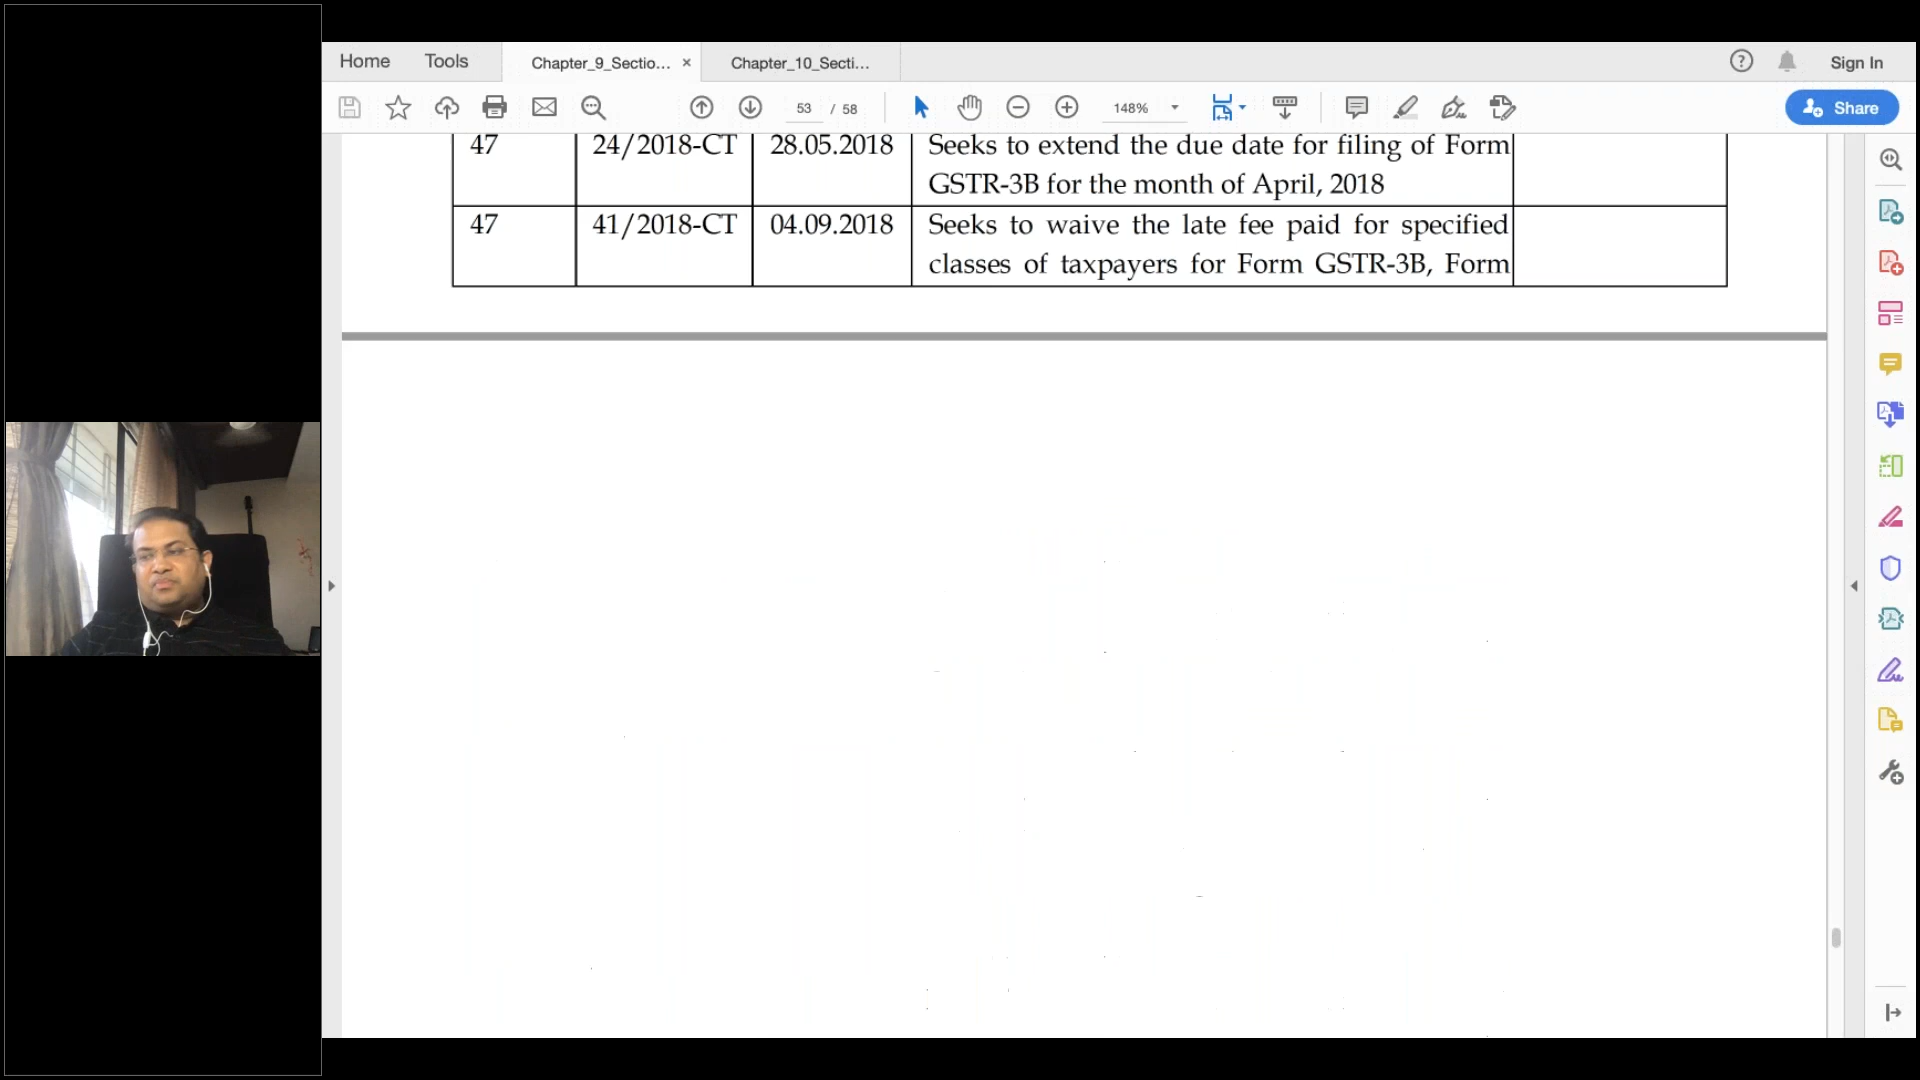 Home Tools Chapter_9_Sectio... × Chapter_10_Secti... Sign In
53 / 58 148% Share
47 24/2018-CT 28.05.2018 Seeks to extend the due date for filing of Form
GSTR-3B for the month of April, 2018
47 41/2018-CT 04.09.2018 Seeks to waive the late fee paid for specified
classes of taxpayers for Form GSTR-3B, Form